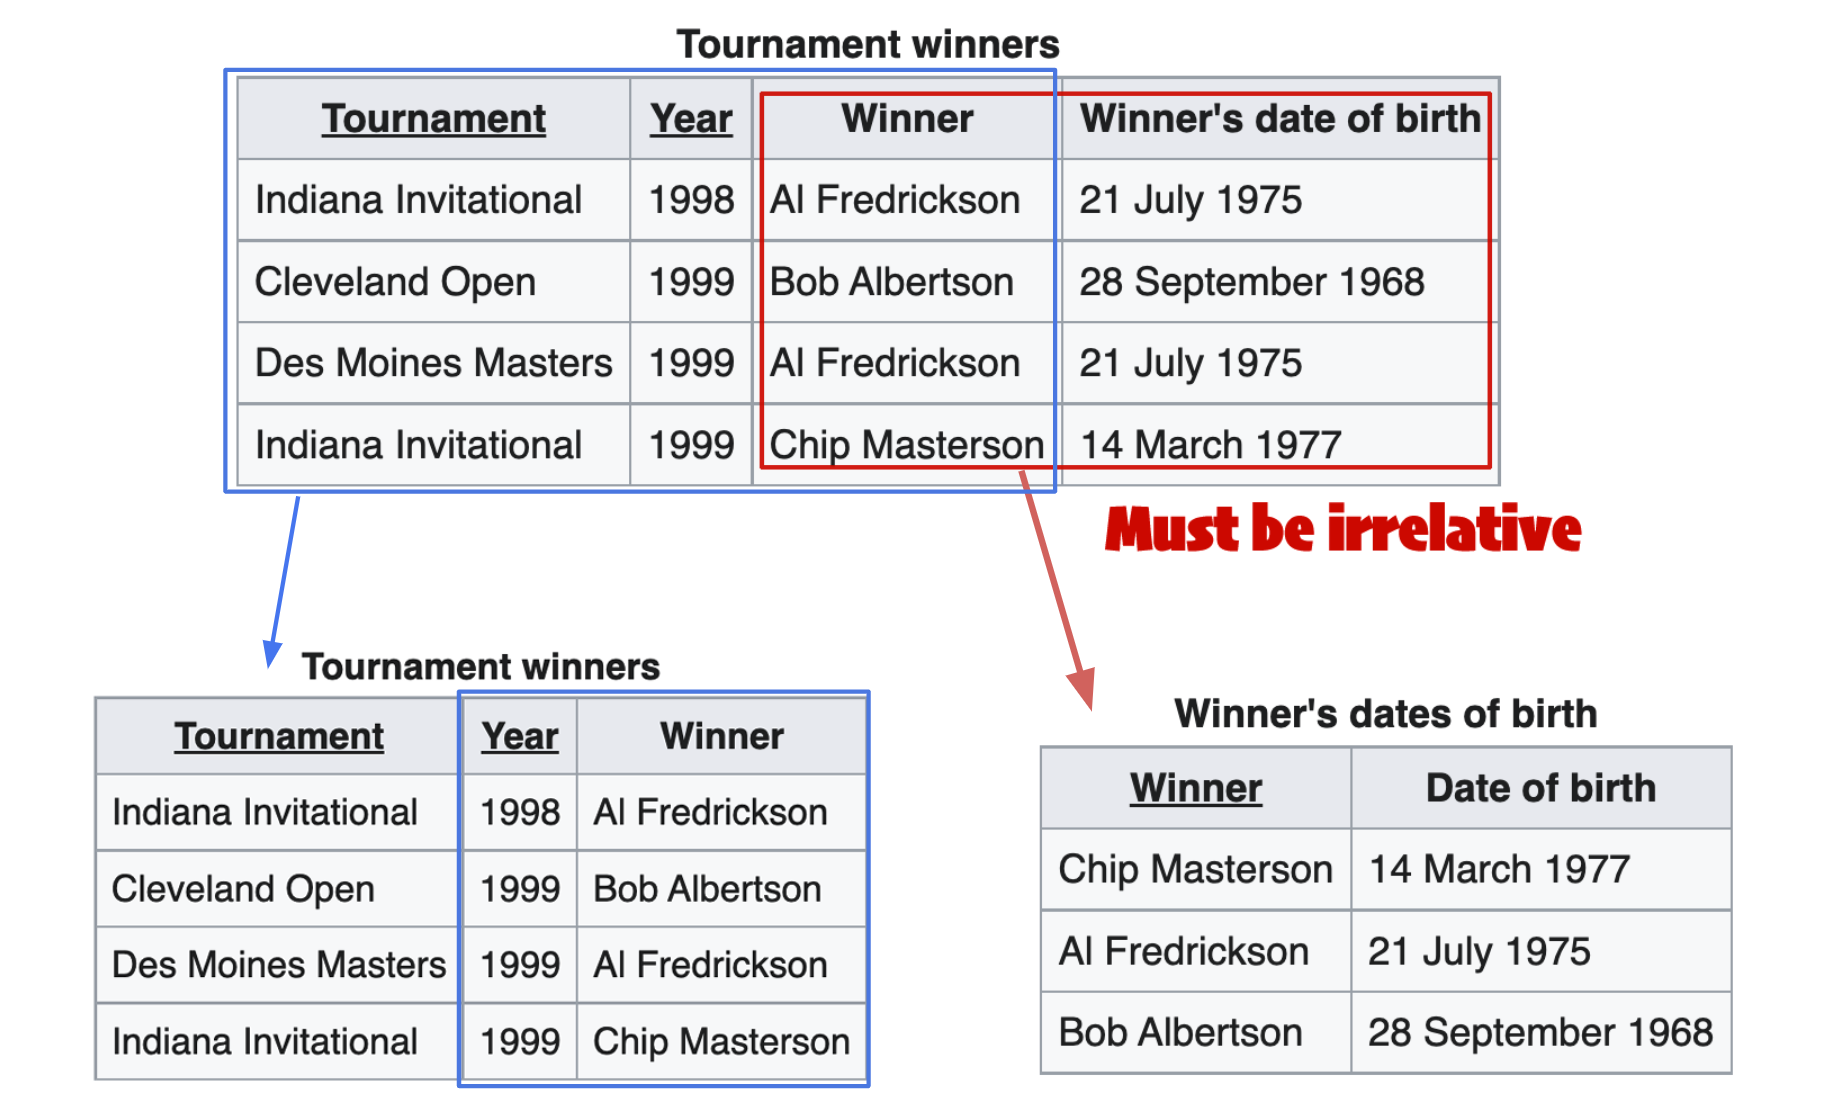 Tournament winners
Tournament Year Winner Winner's date of birth
Indiana Invitational 1998 Al Fredrickson 21 July 1975
Cleveland Open 1999 Bob Albertson 28 September 1968
Des Moines Masters 1999 Al Fredrickson 21 July 1975
Indiana Invitational 1999 Chip Masterson 14 March 1977
Must be irrelative
Tournament winners
Tournament Year Winner
Indiana Invitational 1998 Al Fredrickson
Cleveland Open 1999 Bob Albertson
Des Moines Masters 1999 Al Fredrickson
Indiana Invitational 1999 Chip Masterson
Winner's dates of birth
Winner Date of birth
Chip Masterson 14 March 1977
Al Fredrickson 21 July 1975
Bob Albertson 28 September 1968